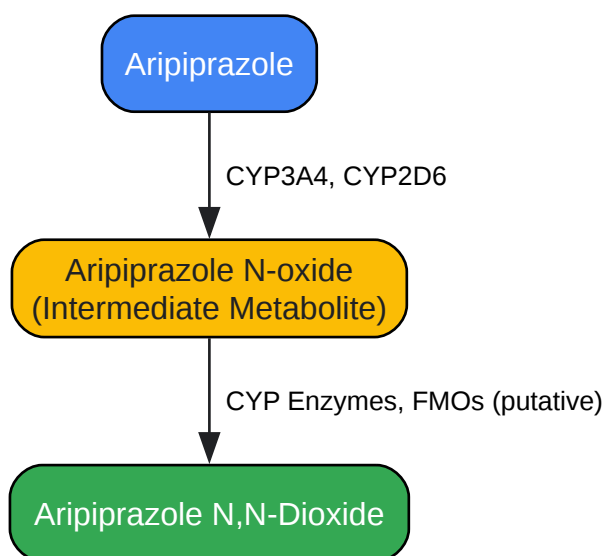 Aripiprazole
CYP3A4, CYP2D6
Aripiprazole N-oxide
(Intermediate Metabolite)
CYP Enzymes, FMOs (putative)
Aripiprazole N,N-Dioxide